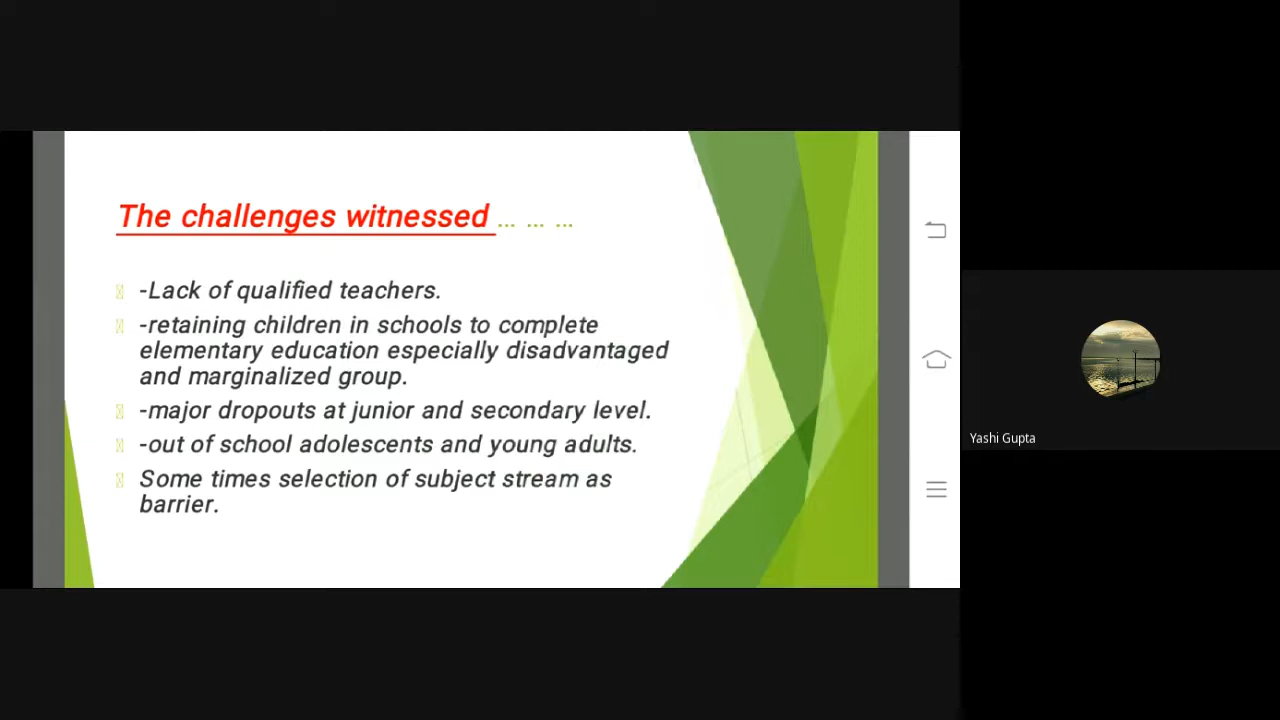 The challenges witnessed ... ... ...
-Lack of qualified teachers.
-retaining children in schools to complete
elementary education especially disadvantaged
and marginalized group.
-major dropouts at junior and secondary level.
-out of school adolescents and young adults.
Some times selection of subject stream as
barrier.
Yashi Gupta